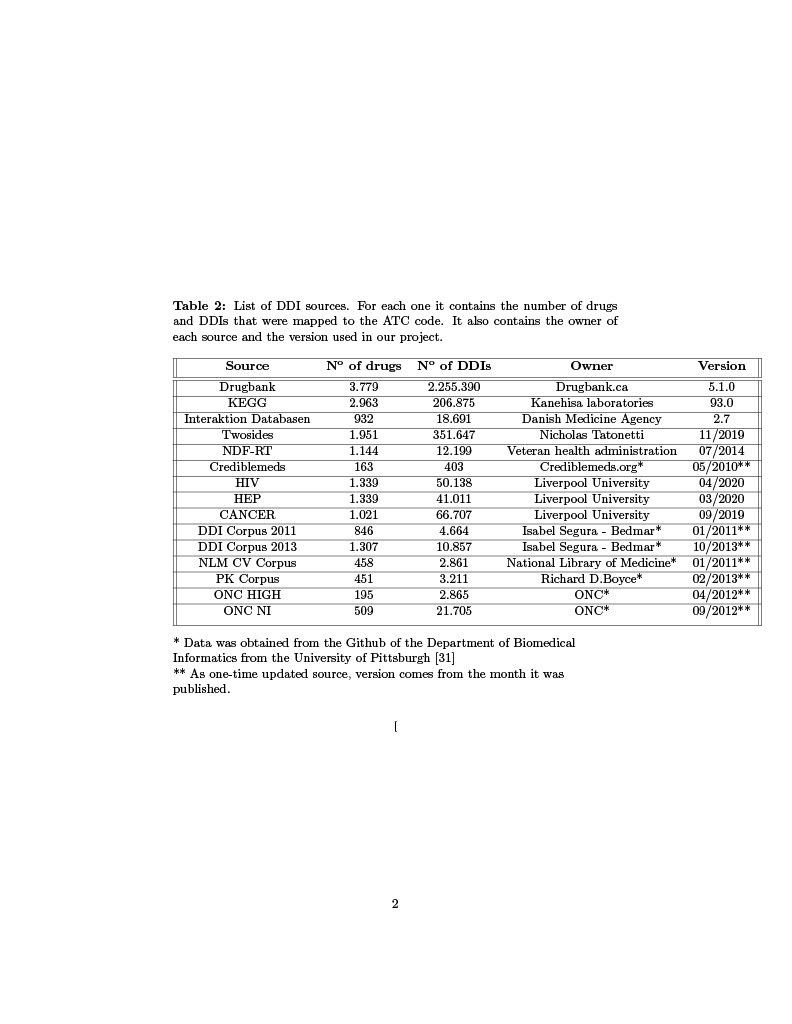 Table 2: List of DDI sources. For each one it contains the number of drugs
and DDIs that were mapped to the ATC code. It also contains the owner of
each source and the version used in our project.
Source Nº of drugs Nº of DDIs Owner Version
Drugbank 3.779 2.255.390 Drugbank.ca 5.1.0
KEGG 2.963 206.875 Kanehisa laboratories 93.0
Interaktion Databasen 932 18.691 Danish Medicine Agency 2.7
Twosides 1.951 351.647 Nicholas Tatonetti 11/2019
NDF-RT 1.144 12.199 Veteran health administration 07/2014
Crediblemeds 163 403 Crediblemeds.org* 05/2010**
HIV 1.339 50.138 Liverpool University 04/2020
HEP 1.339 41.011 Liverpool University 03/2020
CANCER 1.021 66.707 Liverpool University 09/2019
DDI Corpus 2011 846 4.664 Isabel Segura - Bedmar* 01/2011**
DDI Corpus 2013 1.307 10.857 Isabel Segura - Bedmar* 10/2013**
NLM CV Corpus 458 2.861 National Library of Medicine* 01/2011**
PK Corpus 451 3.211 Richard D.Boyce* 02/2013**
ONC HIGH 195 2.865 ONC* 04/2012**
ONC NI 509 21.705 ONC* 09/2012**
* Data was obtained from the Github of the Department of Biomedical
Informatics from the University of Pittsburgh [31]
** As one-time updated source, version comes from the month it was
published.
[
2